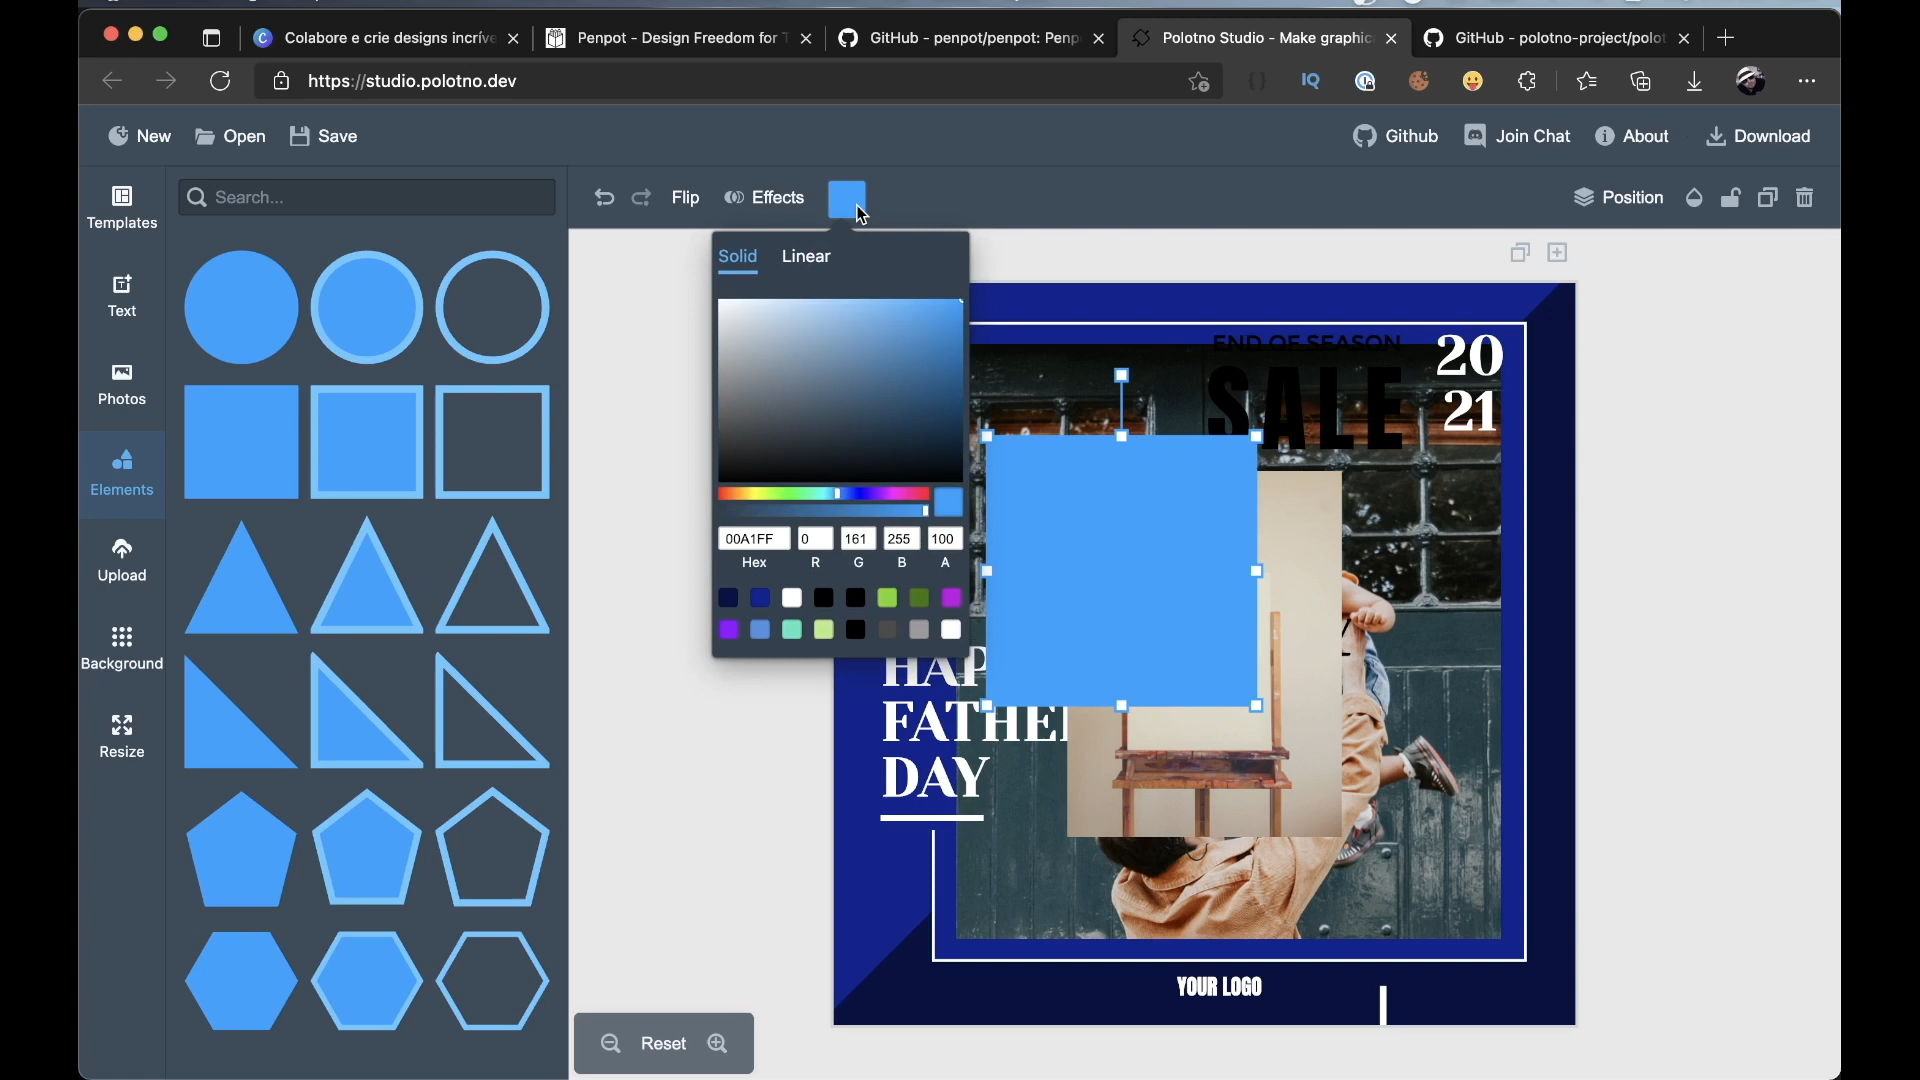 Colabore e crie designs incríve
Penpot - Design Freedom for T
GitHub - penpot/penpot: Penp
Polotno Studio - Make graphic
GitHub - polotno-project/polot
https://studio.polotno.dev
IQ
New
Open
Save
Github
Join Chat
About
Download
Search...
Flip
Effects
Position
Templates
Text
Photos
Elements
Upload
Background
Resize
Solid
Linear
00A1FF
0
161
255
100
Hex
R
G
B
A
END OF SEASON
SALE
20
21
HAP
FATHE
DAY
YOUR LOGO
Reset